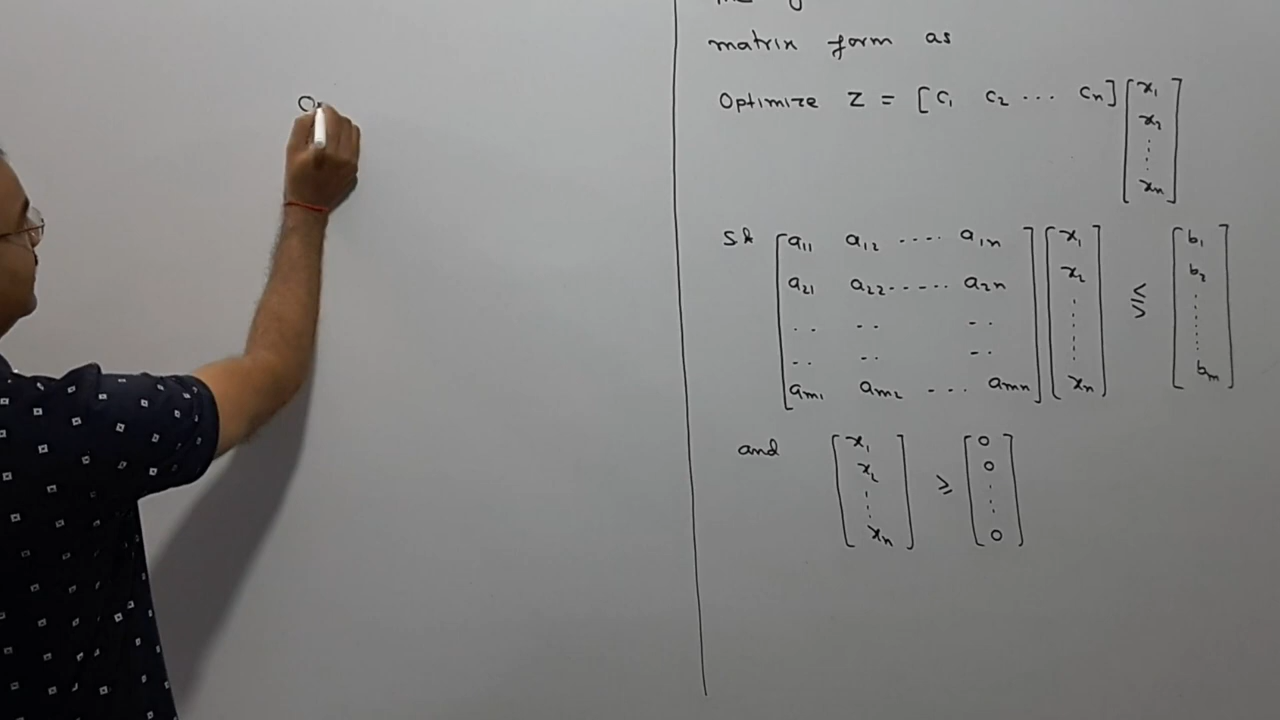 O
matrix form as
Optimize Z = [c₁ c₂ ... cₙ] [x₁ x₂ ⋮ xₙ]
st [a₁₁ a₁₂ .... a₁ₙ a₂₁ a₂₂ ..... a₂ₙ .. .. .. .. .. .. aₘ₁ aₘ₂ ... aₘₙ] [x₁ x₂ ⋮ xₙ] ≤ = ≥ [b₁ b₂ ⋮ bₘ]
and [x₁ x₂ ⋮ xₙ] ≥ [0 0 ⋮ 0]